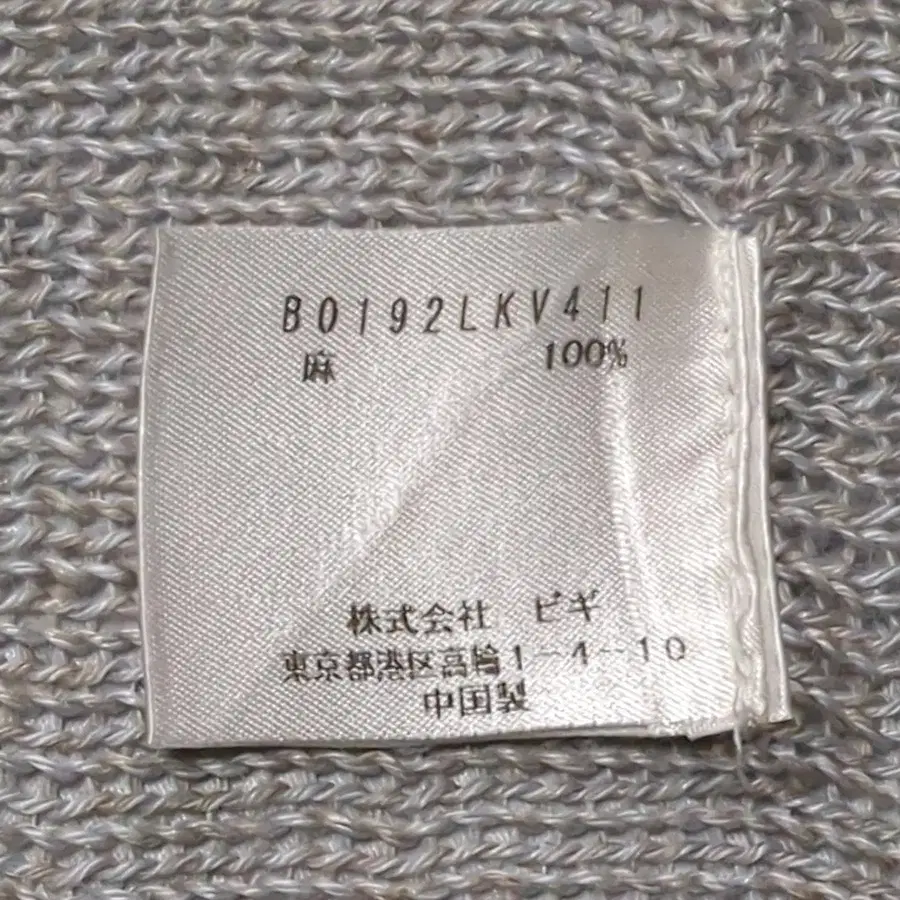 B0192LKV411
麻 100%
株式会社 ビギ
東京都港区高輪1-4-10
中国製